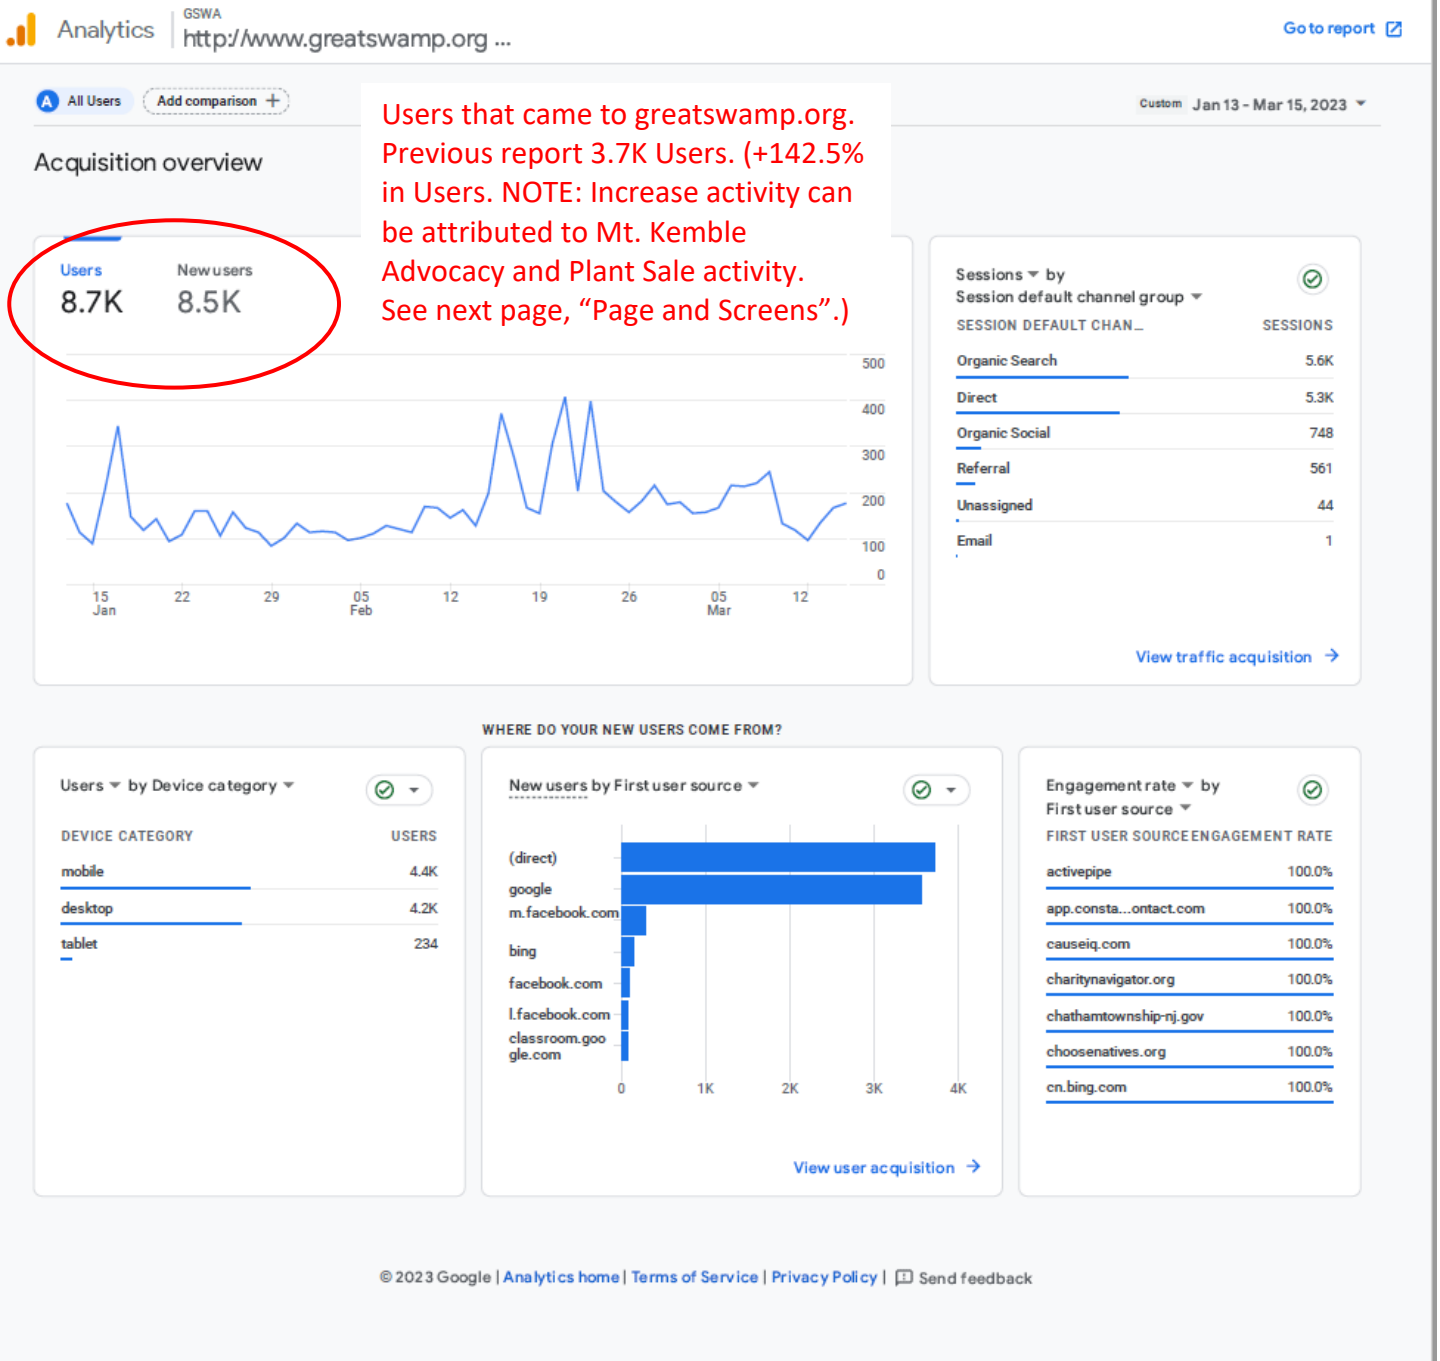 Analytics
GSWA
http://www.greatswamp.org ...
Go to report
A All Users
Add comparison +
Custom Jan 13 - Mar 15, 2023
Users that came to greatswamp.org.
Previous report 3.7K Users. (+142.5%
in Users. NOTE: Increase activity can
be attributed to Mt. Kemble
Advocacy and Plant Sale activity.
See next page, “Page and Screens”.)
Acquisition overview
Users
New users
8.7K
8.5K
500
400
300
200
100
0
15
Jan
22
29
05
Feb
12
19
26
05
Mar
12
Sessions by
Session default channel group
SESSION DEFAULT CHAN…
SESSIONS
Organic Search 5.6K
Direct 5.3K
Organic Social 748
Referral 561
Unassigned 44
Email 1
View traffic acquisition
WHERE DO YOUR NEW USERS COME FROM?
Users by Device category
DEVICE CATEGORY USERS
mobile 4.4K
desktop 4.2K
tablet 234
New users by First user source
(direct)
google
m.facebook.com
bing
facebook.com
l.facebook.com
classroom.goo
gle.com
0 1K 2K 3K 4K
View user acquisition
Engagement rate by
First user source
FIRST USER SOURCE ENGAGEMENT RATE
activepipe 100.0%
app.consta…ontact.com 100.0%
causeiq.com 100.0%
charitynavigator.org 100.0%
chathamtownship-nj.gov 100.0%
choosenatives.org 100.0%
cn.bing.com 100.0%
© 2023 Google | Analytics home | Terms of Service | Privacy Policy | Send feedback